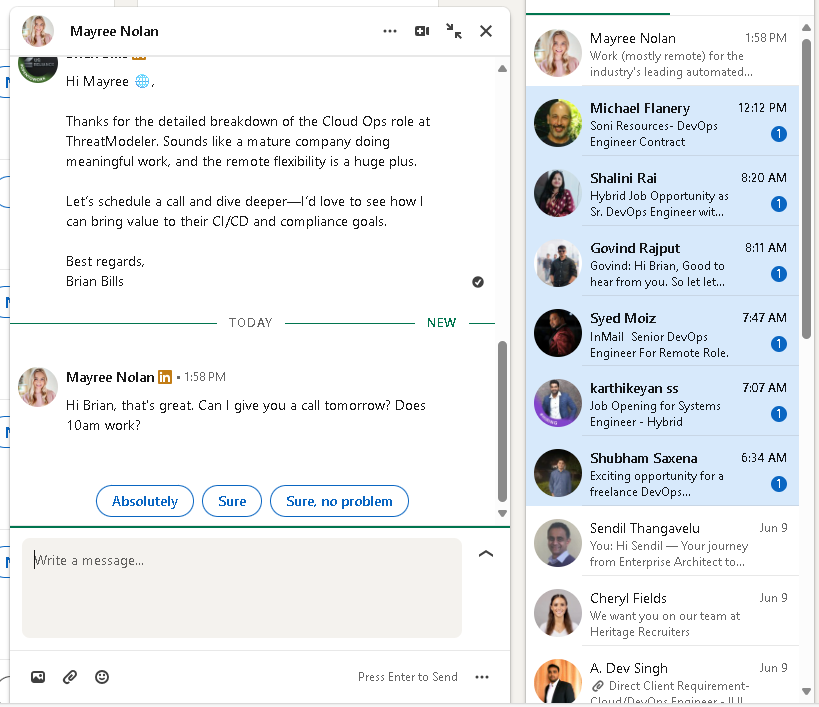 Mayree Nolan
Hi Mayree 🌐,
Thanks for the detailed breakdown of the Cloud Ops role at
ThreatModeler. Sounds like a mature company doing
meaningful work, and the remote flexibility is a huge plus.
Let's schedule a call and dive deeper—I'd love to see how I
can bring value to their CI/CD and compliance goals.
Best regards,
Brian Bills
TODAY
NEW
Mayree Nolan in • 1:58 PM
Hi Brian, that's great. Can I give you a call tomorrow? Does
10am work?
Absolutely
Sure
Sure, no problem
Write a message...
Press Enter to Send
Mayree Nolan 1:58 PM
Work (mostly remote) for the
industry's leading automated...
Michael Flanery 12:12 PM
Soni Resources- DevOps
Engineer Contract
1
Shalini Rai 8:20 AM
Hybrid Job Opportunity as
Sr. DevOps Engineer wit...
1
Govind Rajput 8:11 AM
Govind: Hi Brian, Good to
hear from you. So let let...
1
Syed Moiz 7:47 AM
InMail Senior DevOps
Engineer For Remote Role.
1
karthikeyan ss 7:07 AM
Job Opening for Systems
Engineer - Hybrid
1
Shubham Saxena 6:34 AM
Exciting opportunity for a
freelance DevOps...
1
Sendil Thangavelu Jun 9
You: Hi Sendil — Your journey
from Enterprise Architect to...
Cheryl Fields Jun 9
We want you on our team at
Heritage Recruiters
A. Dev Singh Jun 9
Direct Client Requirement-
Cloud/DevOps Engineer